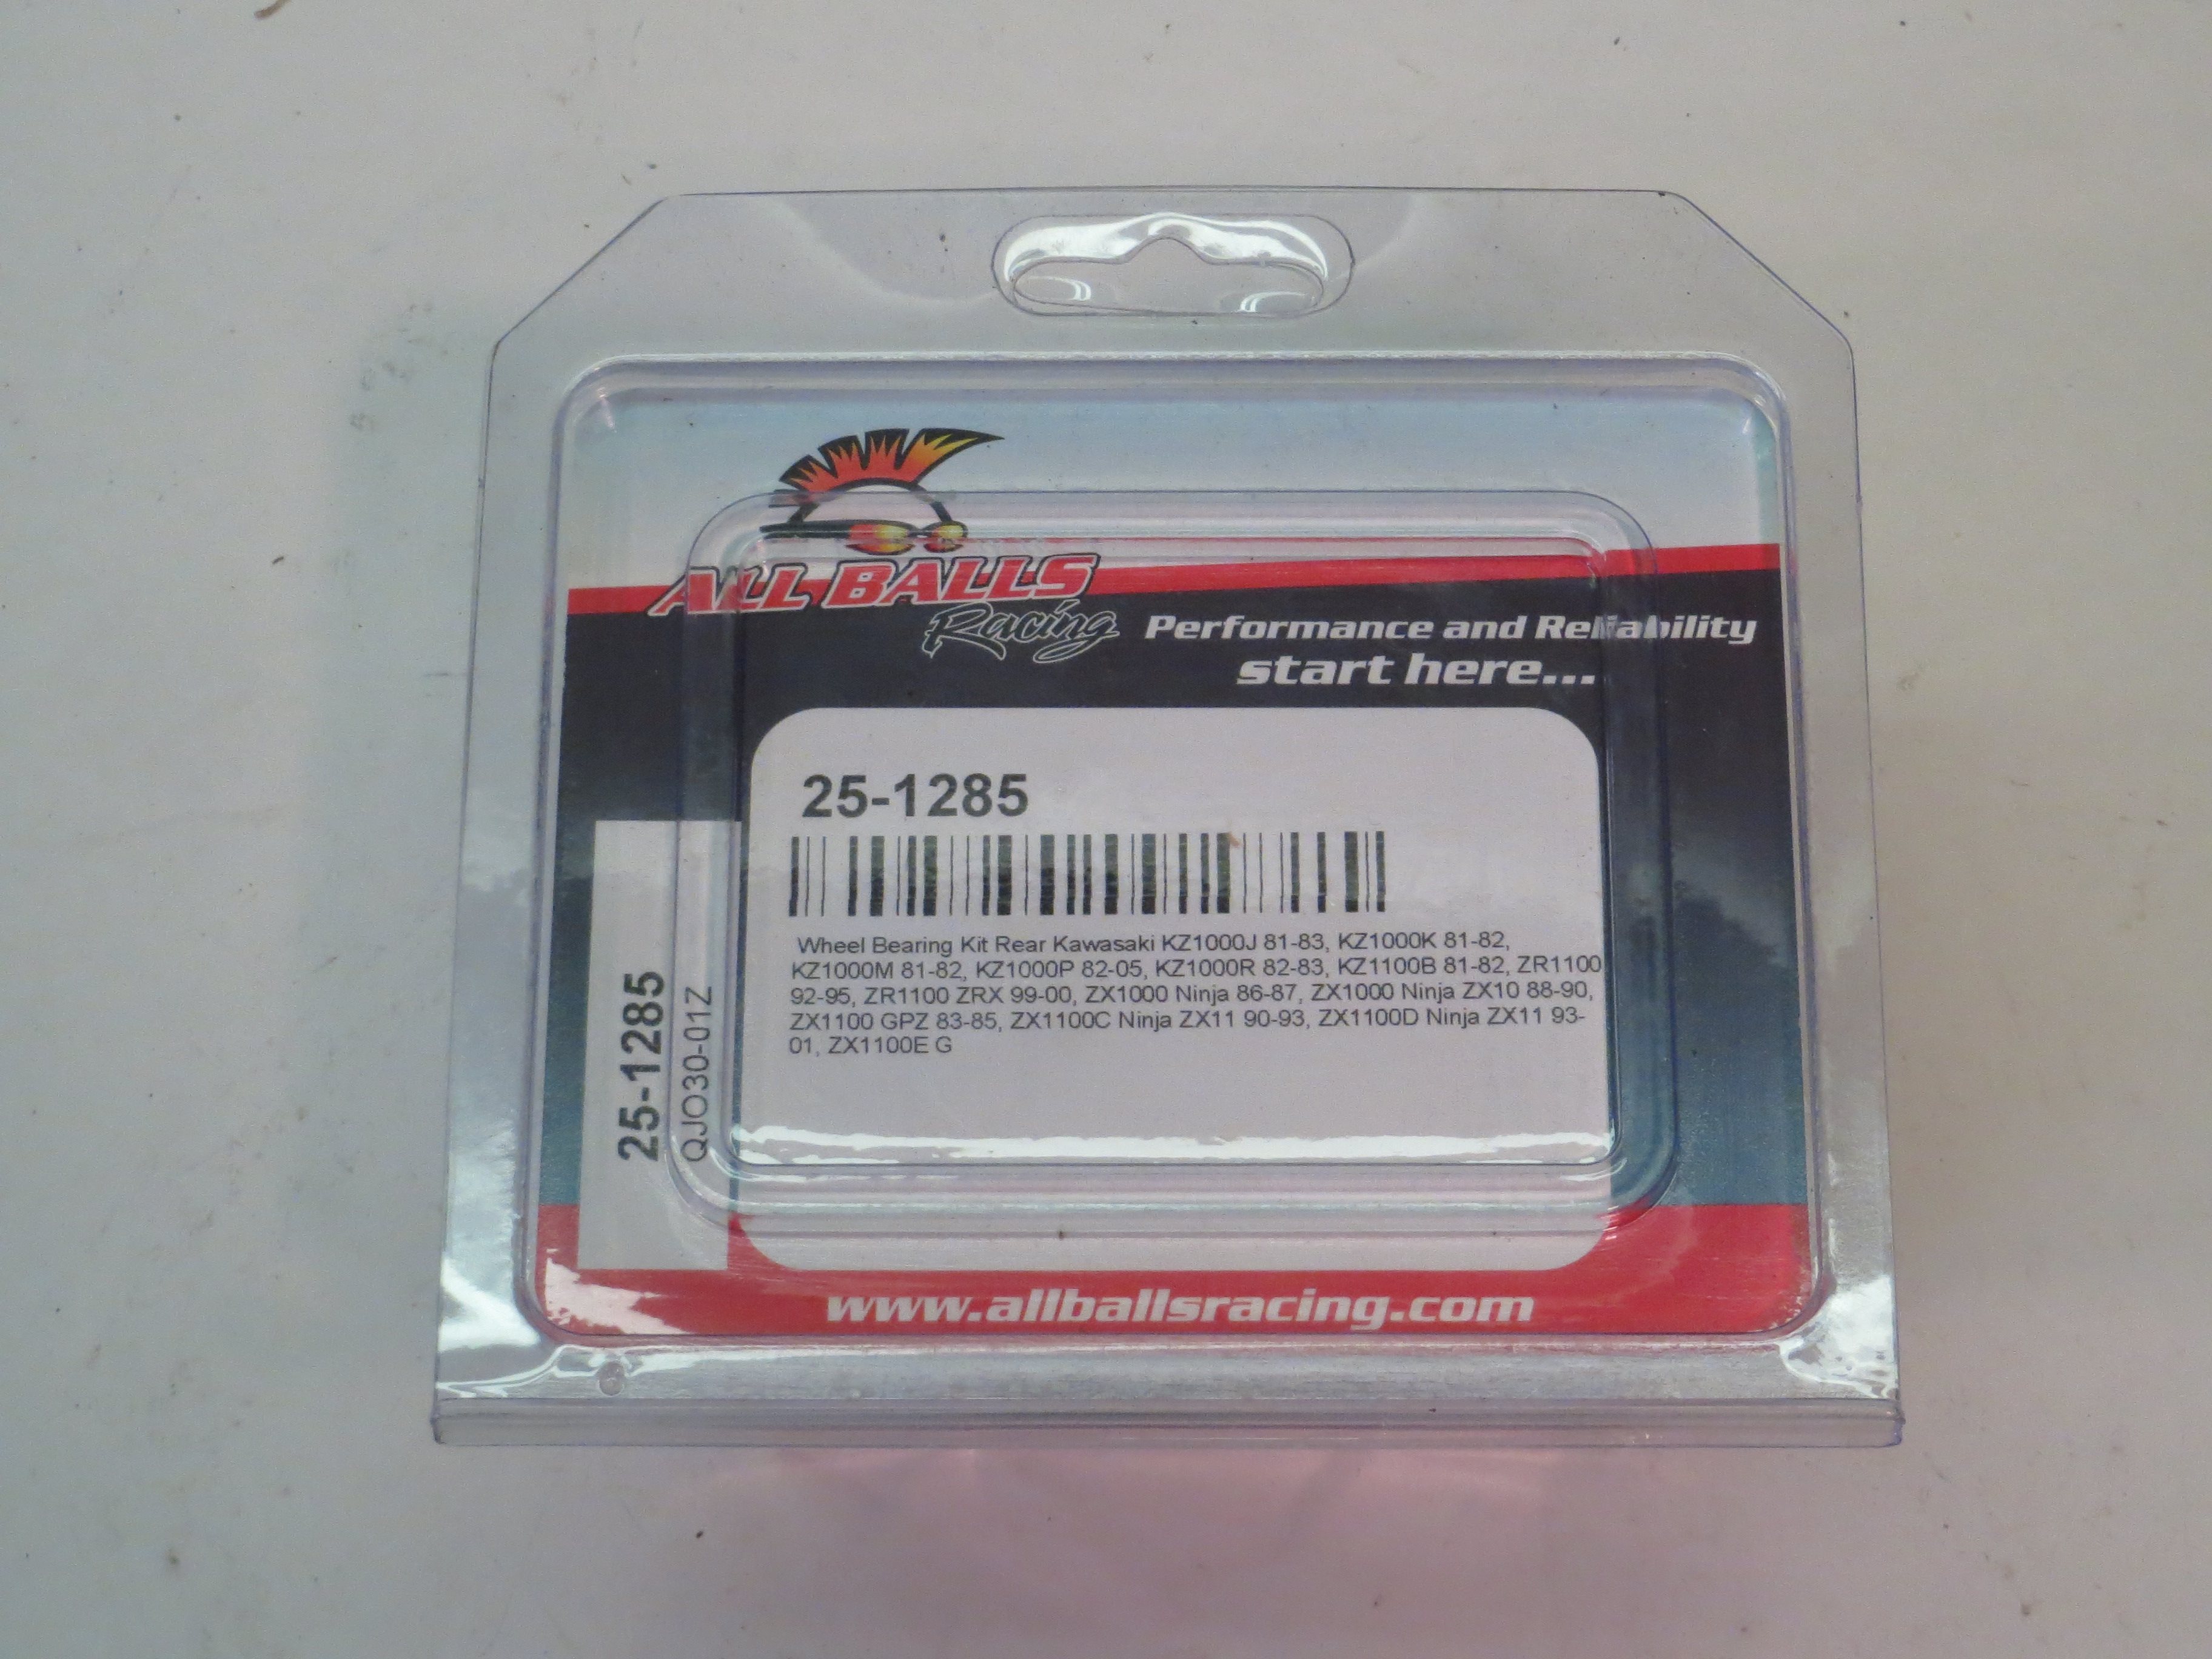 ALL BALLS
Racing
Performance and Reliability
start here...
25-1285
Wheel Bearing Kit Rear Kawasaki KZ1000J 81-83, KZ1000K 81-82,
KZ1000M 81-82, KZ1000P 82-05, KZ1000R 82-83, KZ1100B 81-82, ZR1100
92-95, ZR1100 ZRX 99-00, ZX1000 Ninja 86-87, ZX1000 Ninja ZX10 88-90,
ZX1100 GPZ 83-85, ZX1100C Ninja ZX11 90-93, ZX1100D Ninja ZX11 93-
01, ZX1100E G
25-1285
QJO30-01Z
www.allballsracing.com